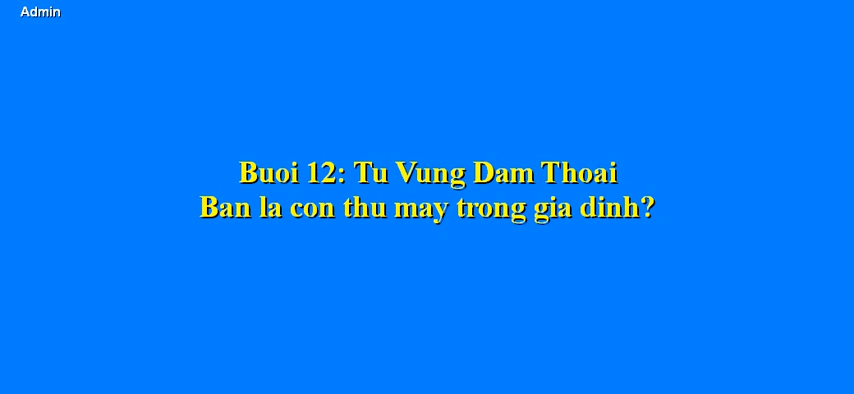 Admin
Buoi 12: Tu Vung Dam Thoai
Ban la con thu may trong gia dinh?